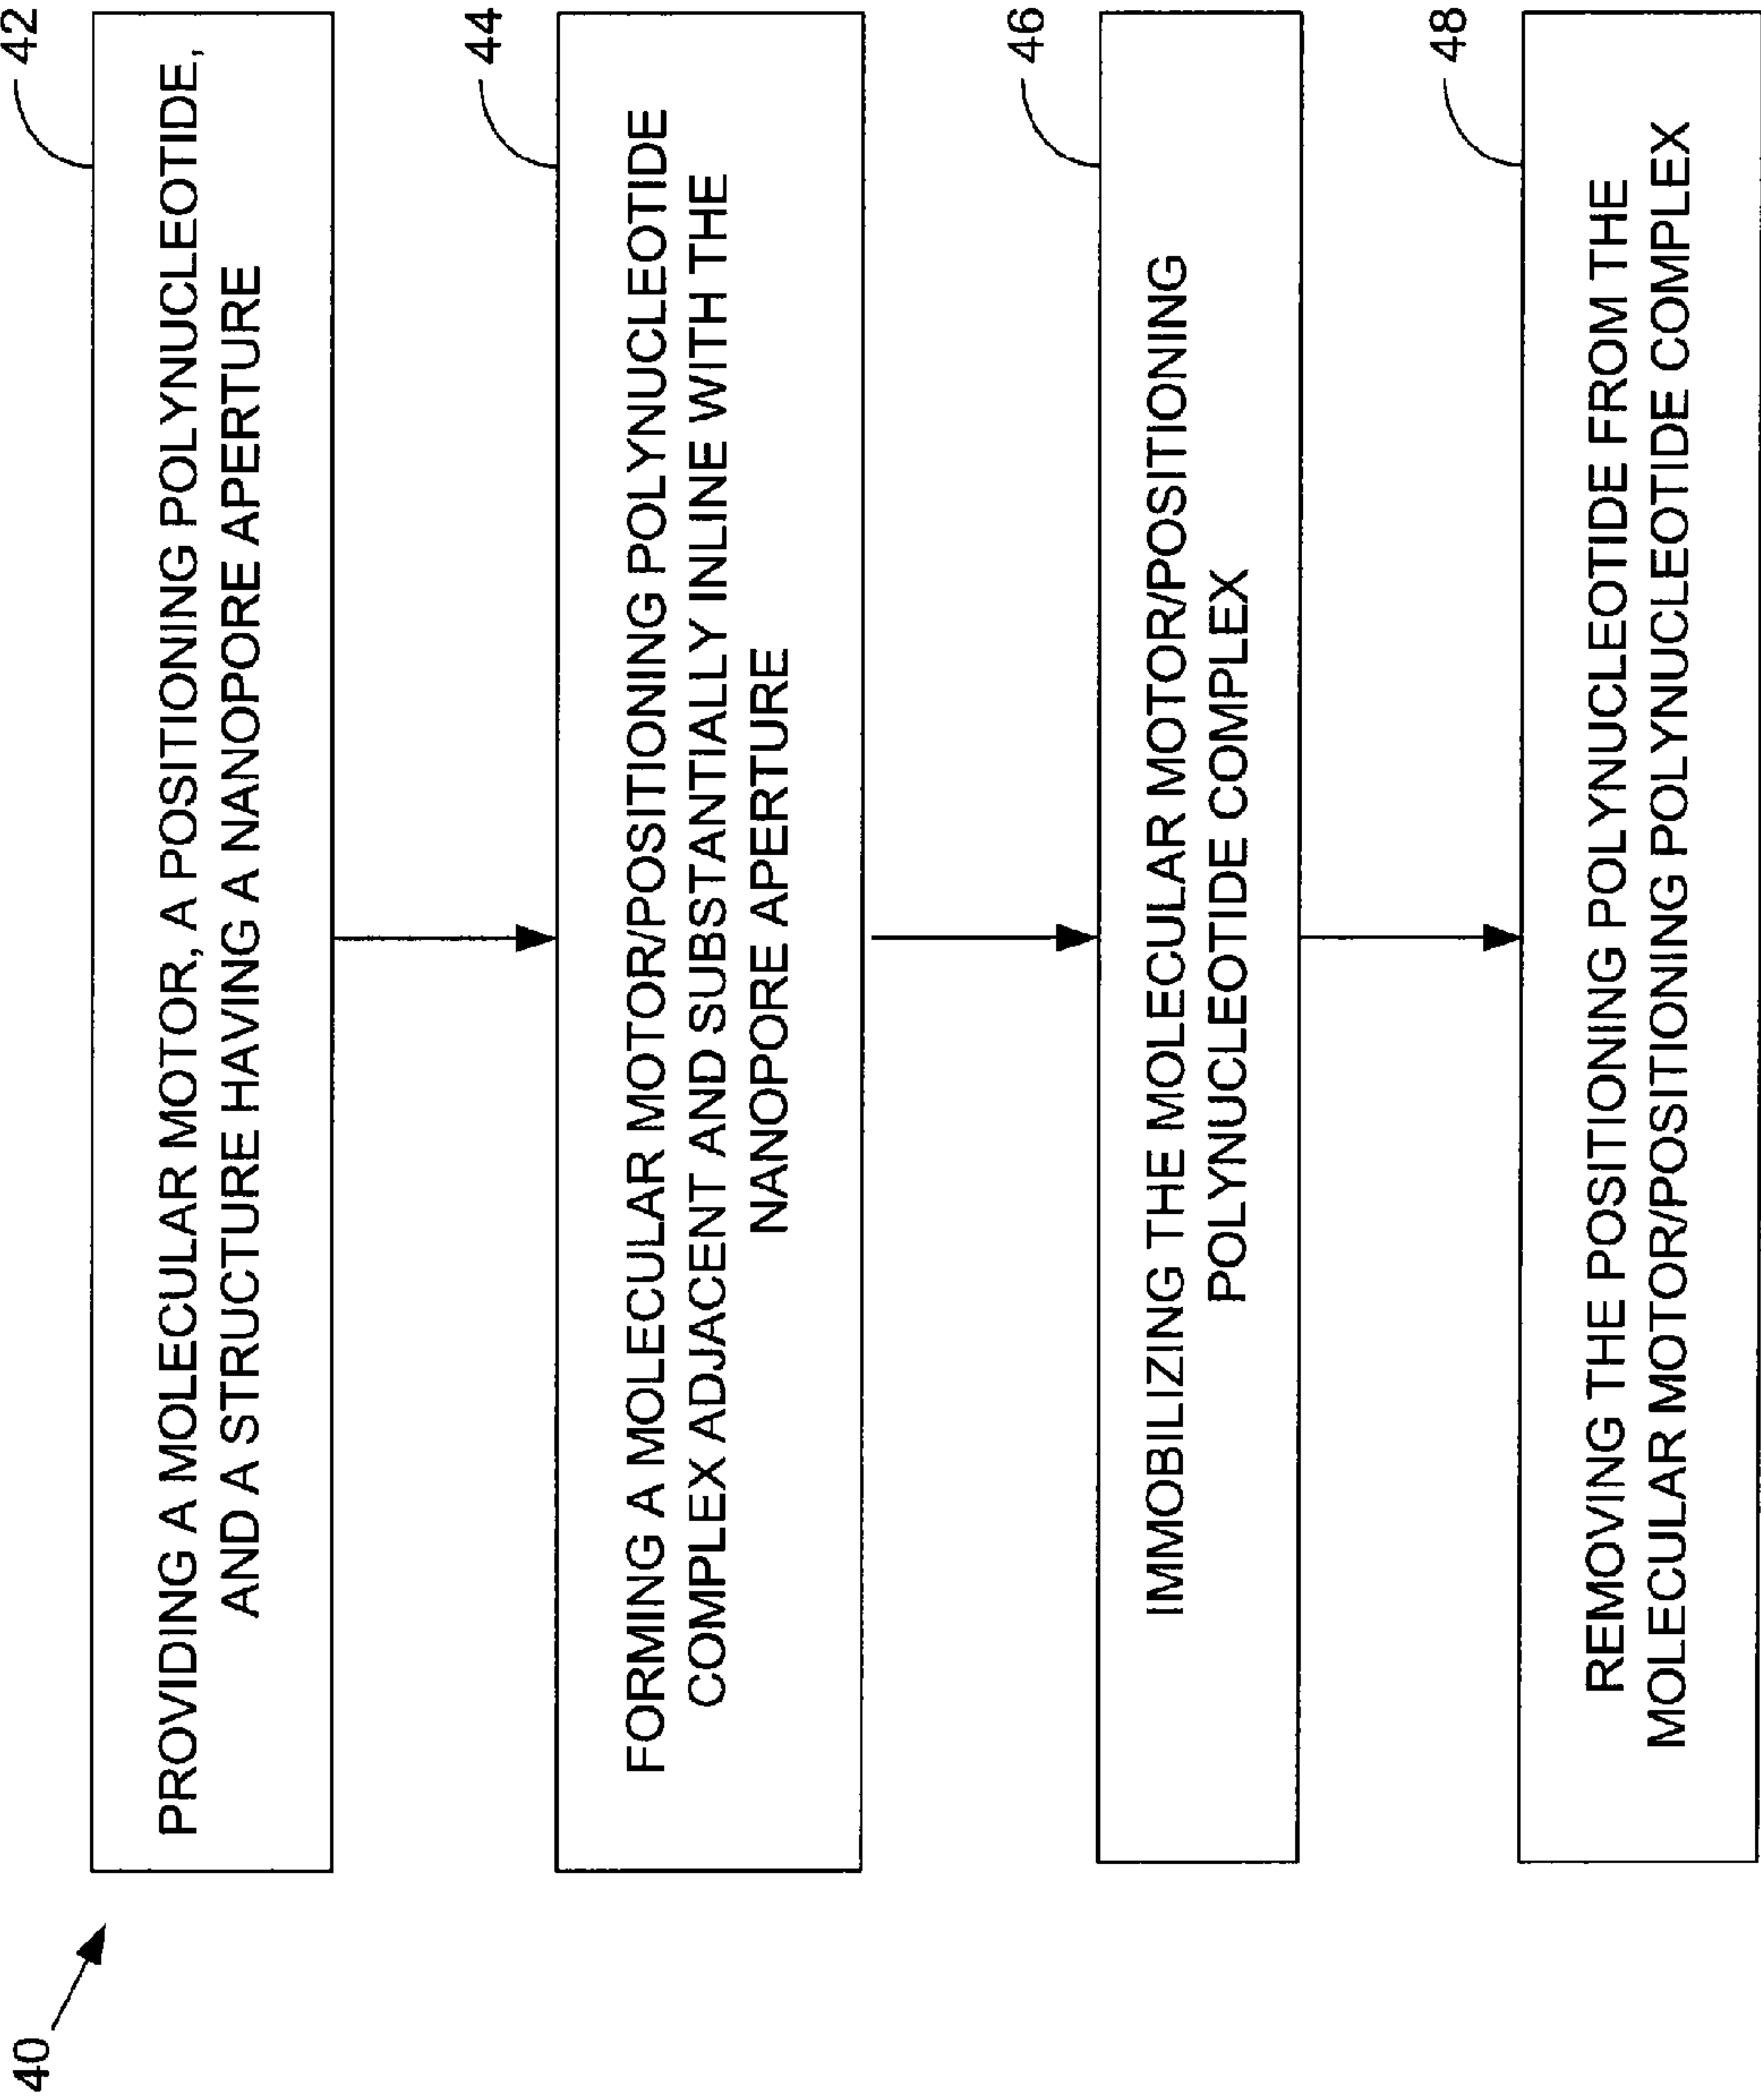 40
42
PROVIDING A MOLECULAR MOTOR, A POSITIONING POLYNUCLEOTIDE,
AND A STRUCTURE HAVING A NANOPORE APERTURE
44
FORMING A MOLECULAR MOTOR/POSITIONING POLYNUCLEOTIDE
COMPLEX ADJACENT AND SUBSTANTIALLY INLINE WITH THE
NANOPORE APERTURE
46
IMMOBILIZING THE MOLECULAR MOTOR/POSITIONING
POLYNUCLEOTIDE COMPLEX
48
REMOVING THE POSITIONING POLYNUCLEOTIDE FROM THE
MOLECULAR MOTOR/POSITIONING POLYNUCLEOTIDE COMPLEX